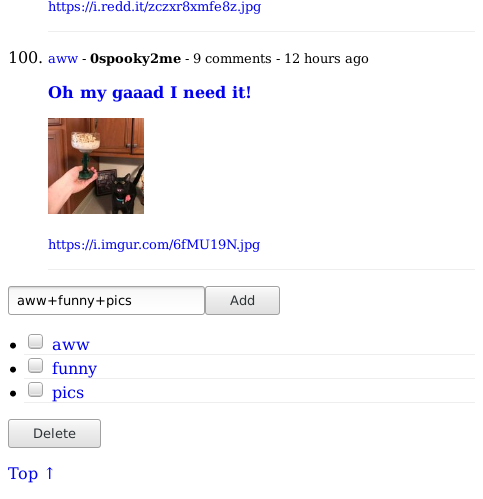 https://i.redd.it/zczxr8xmfe8z.jpg
100. aww - 0spooky2me - 9 comments - 12 hours ago
Oh my gaaad I need it!
https://i.imgur.com/6fMU19N.jpg
aww+funny+pics Add
• aww
• funny
• pics
Delete
Top ↑